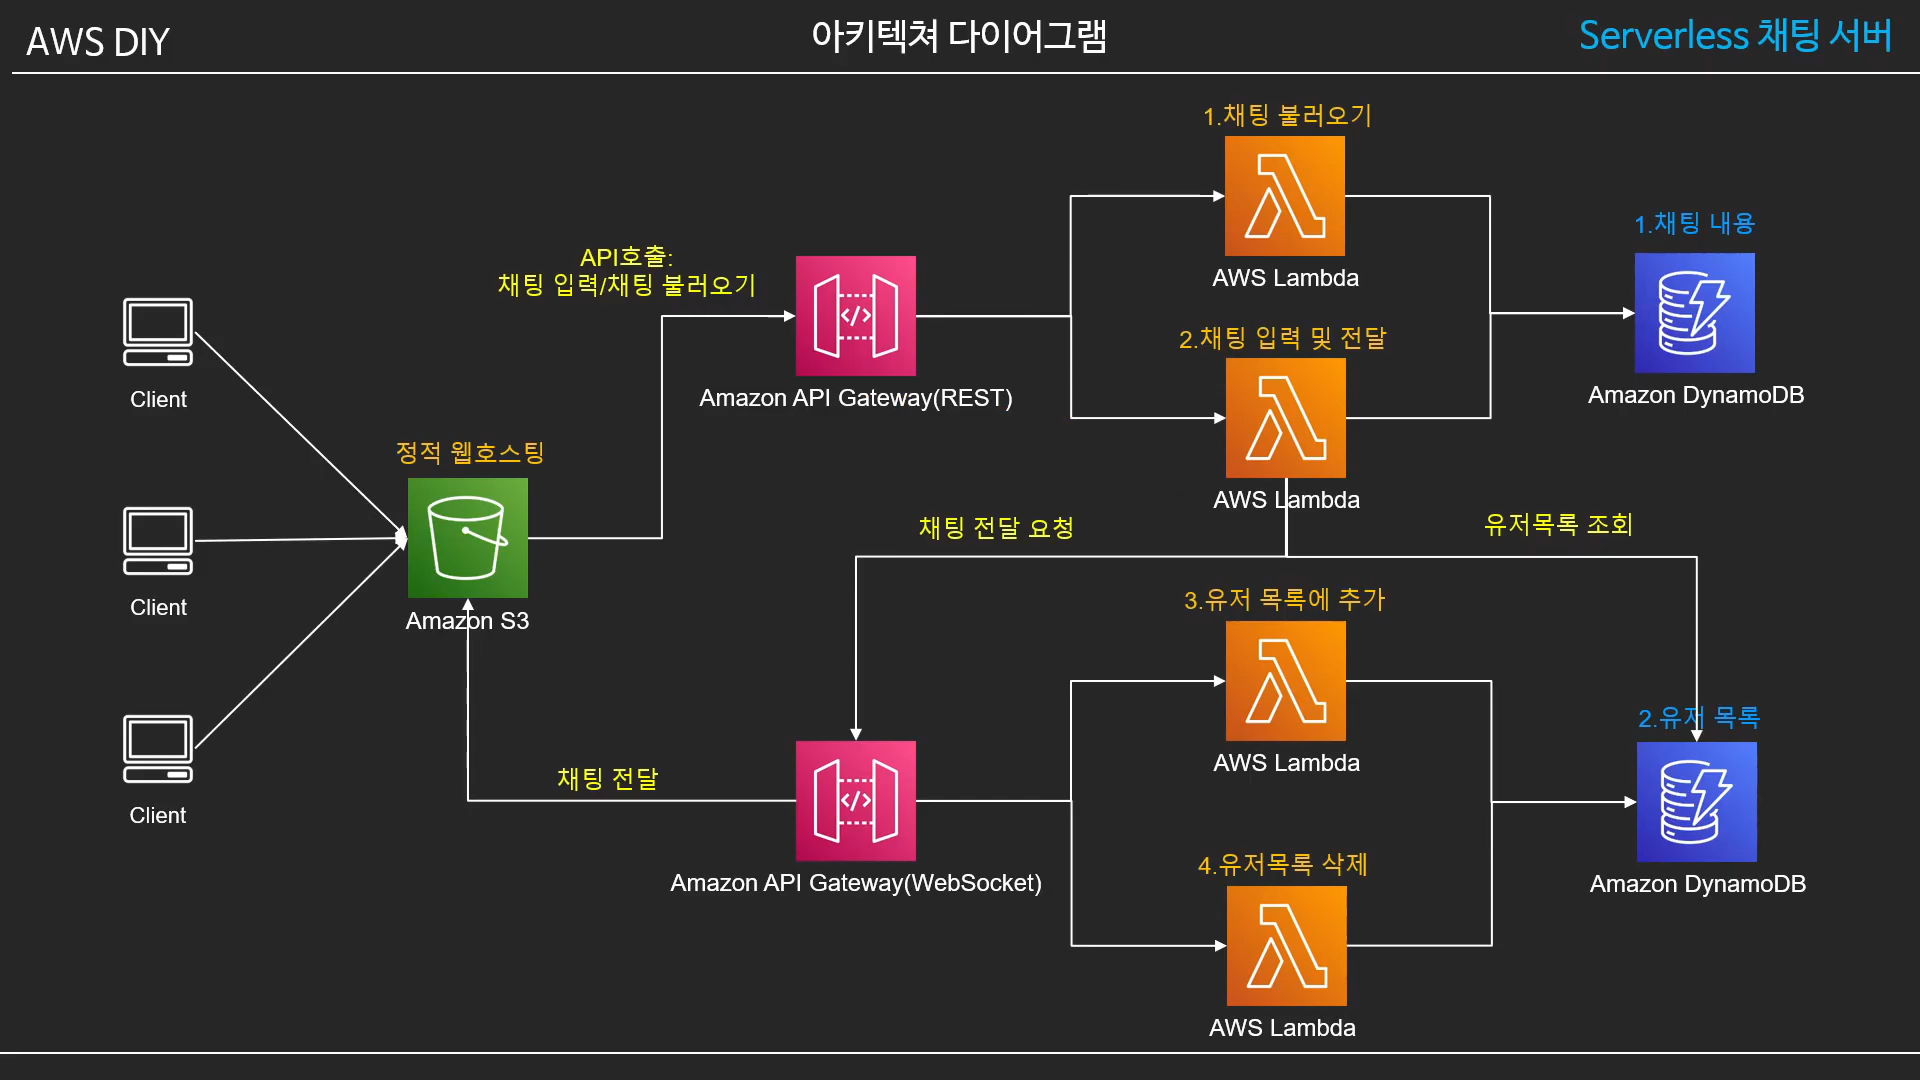 AWS DIY
아키텍쳐 다이어그램
Serverless 채팅 서버
1.채팅 불러오기
AWS Lambda
1.채팅 내용
Amazon DynamoDB
API호출:
채팅 입력/채팅 불러오기
Amazon API Gateway(REST)
2.채팅 입력 및 전달
AWS Lambda
Client
Client
Client
정적 웹호스팅
Amazon S3
채팅 전달 요청
유저목록 조회
3.유저 목록에 추가
AWS Lambda
2.유저 목록
Amazon DynamoDB
채팅 전달
Amazon API Gateway(WebSocket)
4.유저목록 삭제
AWS Lambda